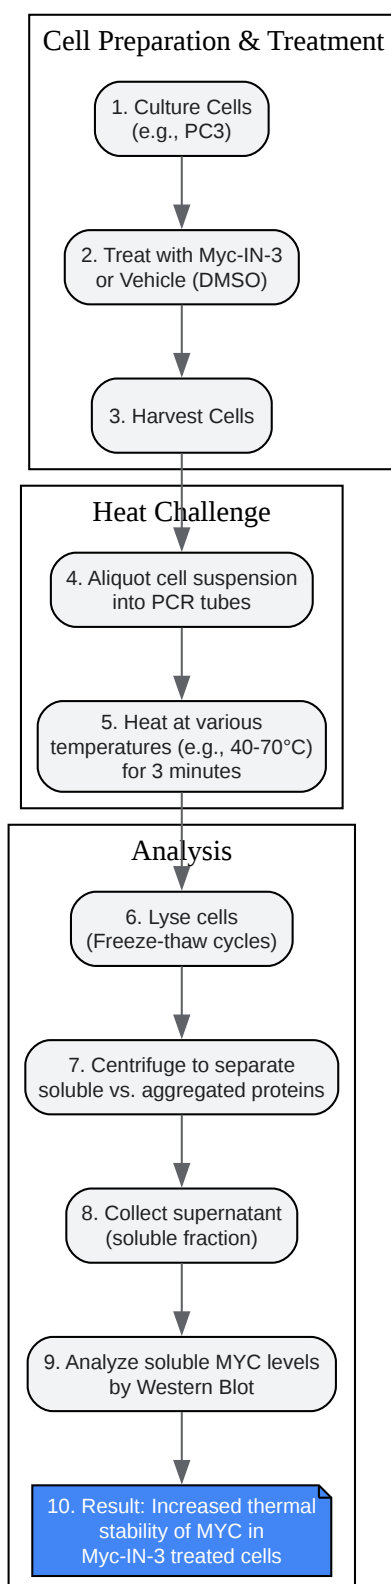 Cell Preparation & Treatment
1. Culture Cells
(e.g., PC3)
2. Treat with Myc-IN-3
or Vehicle (DMSO)
3. Harvest Cells
Heat Challenge
4. Aliquot cell suspension
into PCR tubes
5. Heat at various
temperatures (e.g., 40-70°C)
for 3 minutes
Analysis
6. Lyse cells
(Freeze-thaw cycles)
7. Centrifuge to separate
soluble vs. aggregated proteins
8. Collect supernatant
(soluble fraction)
9. Analyze soluble MYC levels
by Western Blot
10. Result: Increased thermal
stability of MYC in
Myc-IN-3 treated cells